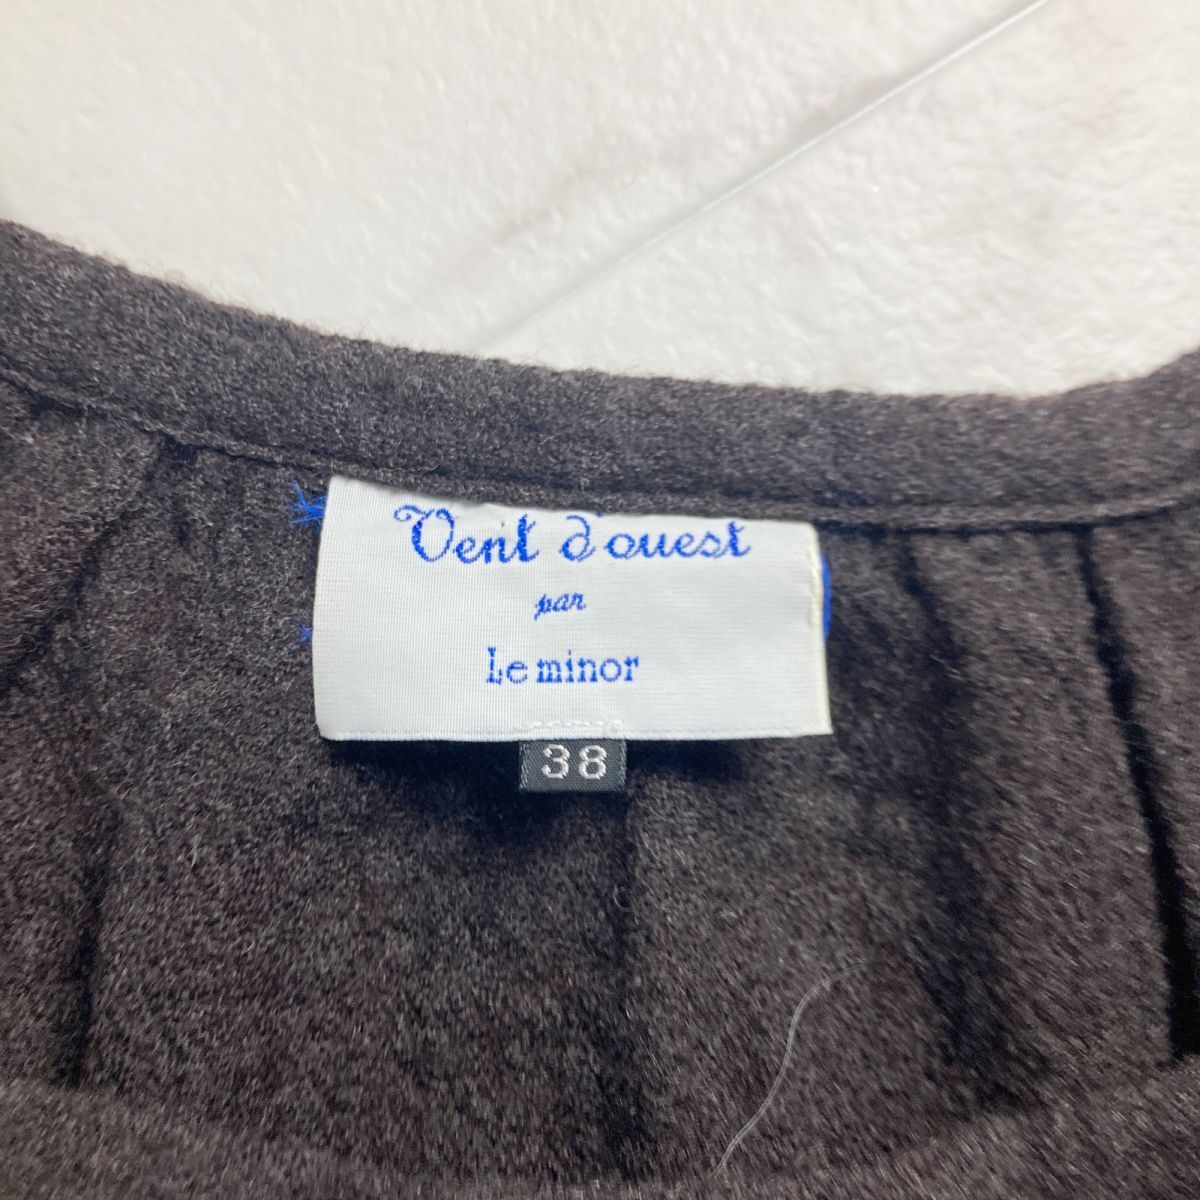 Vent d'ouest
par
Le minor
38